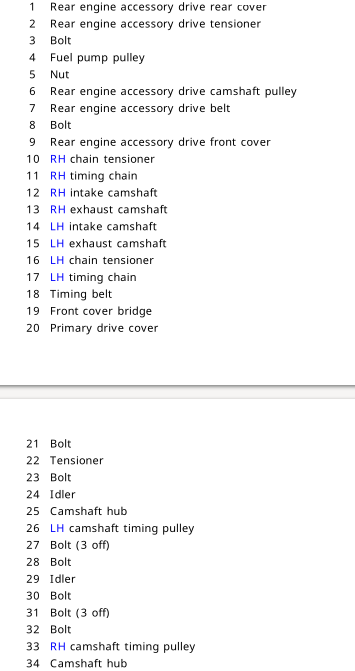 1 Rear engine accessory drive rear cover
2 Rear engine accessory drive tensioner
3 Bolt
4 Fuel pump pulley
5 Nut
6 Rear engine accessory drive camshaft pulley
7 Rear engine accessory drive belt
8 Bolt
9 Rear engine accessory drive front cover
10 RH chain tensioner
11 RH timing chain
12 RH intake camshaft
13 RH exhaust camshaft
14 LH intake camshaft
15 LH exhaust camshaft
16 LH chain tensioner
17 LH timing chain
18 Timing belt
19 Front cover bridge
20 Primary drive cover
21 Bolt
22 Tensioner
23 Bolt
24 Idler
25 Camshaft hub
26 LH camshaft timing pulley
27 Bolt (3 off)
28 Bolt
29 Idler
30 Bolt
31 Bolt (3 off)
32 Bolt
33 RH camshaft timing pulley
34 Camshaft hub